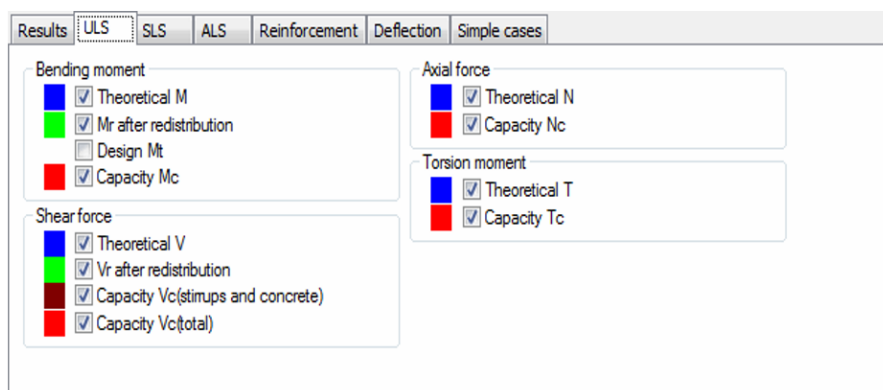 Results ULS SLS ALS Reinforcement Deflection Simple cases
Bending moment
Theoretical M
Mr after redistribution
Design Mt
Capacity Mc
Shear force
Theoretical V
Vr after redistribution
Capacity Vc(stirrups and concrete)
Capacity Vc(total)
Axial force
Theoretical N
Capacity Nc
Torsion moment
Theoretical T
Capacity Tc